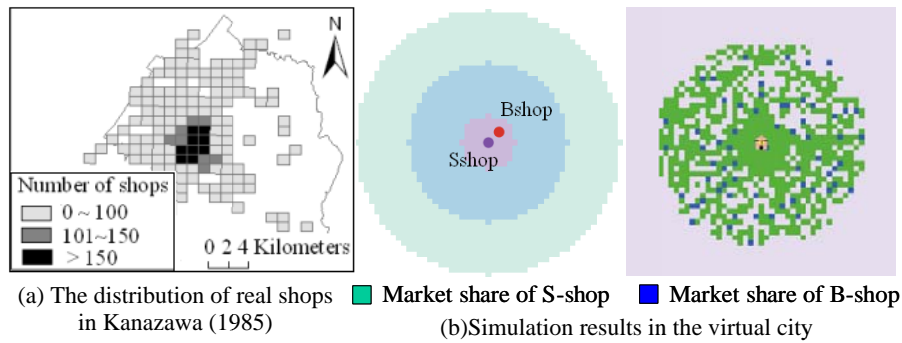 N
Number of shops
0 ~ 100
101~150
> 150
0 2 4 Kilometers
Bshop
Sshop
(a) The distribution of real shops
in Kanazawa (1985)
Market share of S-shop
Market share of B-shop
(b)Simulation results in the virtual city